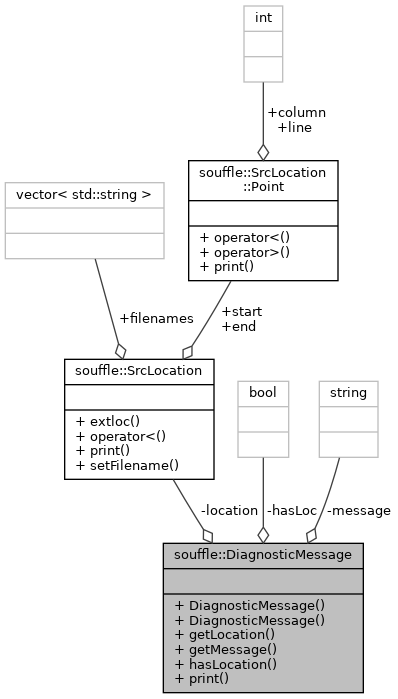 int
+column
+line
souffle::SrcLocation
::Point
+ operator<()
+ operator>()
+ print()
vector< std::string >
+filenames
+start
+end
souffle::SrcLocation
+ extloc()
+ operator<()
+ print()
+ setFilename()
bool
string
-location
-hasLoc
-message
souffle::DiagnosticMessage
+ DiagnosticMessage()
+ DiagnosticMessage()
+ getLocation()
+ getMessage()
+ hasLocation()
+ print()